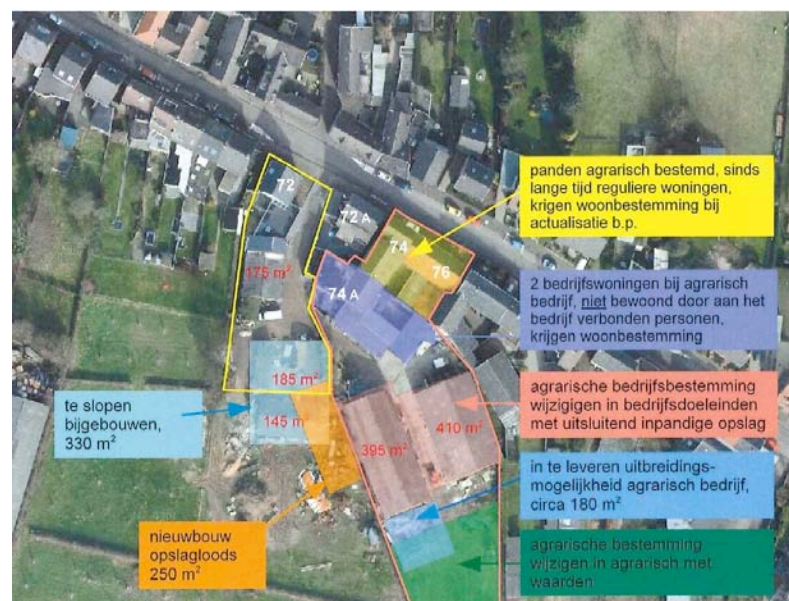 72
72 A
74
76
74 A
175 m²
185 m²
145 m²
395 m²
410 m²
panden agrarisch bestemd, sinds
lange tijd reguliere woningen,
krigen woonbestemming bij
actualisatie b.p.
2 bedrijfswoningen bij agrarisch
bedrijf, niet bewoond door aan het
bedrijf verbonden personen,
krijgen woonbestemming
agrarische bedrijfsbestemming
wijzigigen in bedrijfsdoeleinden
met uitsluitend inpandige opslag
te slopen
bijgebouwen,
330 m²
in te leveren uitbreidings-
mogelijkheid agrarisch bedrijf,
circa 180 m²
nieuwbouw
opslagloods
250 m²
agrarische bestemming
wijzigen in agrarisch met
waarden